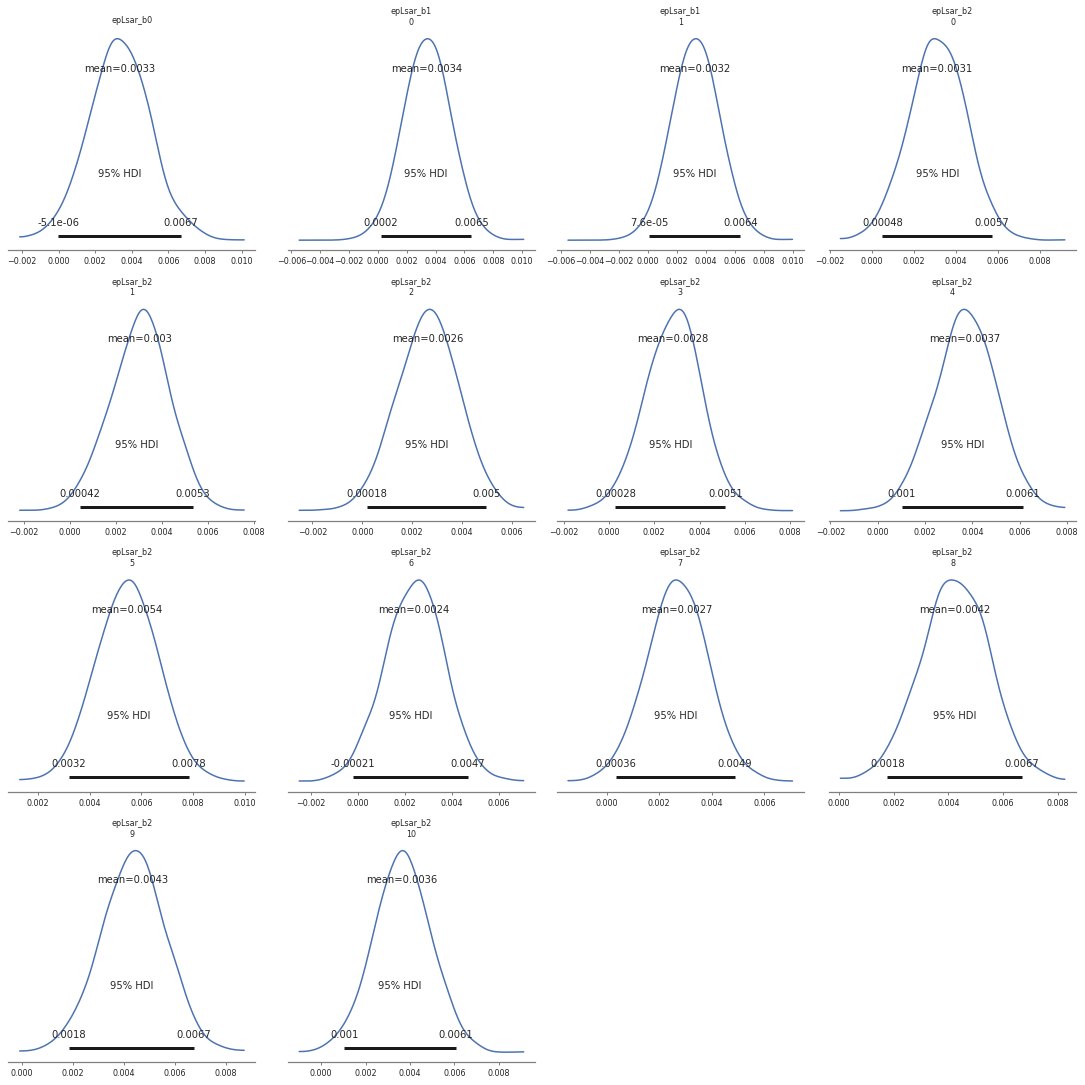 epLsar_b0
mean=0.0033
95% HDI
-5.1e-06 0.0067
−0.002 0.000 0.002 0.004 0.006 0.008 0.010
epLsar_b1
0
mean=0.0034
95% HDI
0.0002 0.0065
−0.006 −0.004 −0.002 0.000 0.002 0.004 0.006 0.008 0.010
epLsar_b1
1
mean=0.0032
95% HDI
7.6e-05 0.0064
−0.006 −0.004 −0.002 0.000 0.002 0.004 0.006 0.008 0.010
epLsar_b2
0
mean=0.0031
95% HDI
0.00048 0.0057
−0.002 0.000 0.002 0.004 0.006 0.008
epLsar_b2
1
mean=0.003
95% HDI
0.00042 0.0053
−0.002 0.000 0.002 0.004 0.006 0.008
epLsar_b2
2
mean=0.0026
95% HDI
0.00018 0.005
−0.002 0.000 0.002 0.004 0.006
epLsar_b2
3
mean=0.0028
95% HDI
0.00028 0.0051
−0.002 0.000 0.002 0.004 0.006 0.008
epLsar_b2
4
mean=0.0037
95% HDI
0.001 0.0061
−0.002 0.000 0.002 0.004 0.006 0.008
epLsar_b2
5
mean=0.0054
95% HDI
0.0032 0.0078
0.002 0.004 0.006 0.008 0.010
epLsar_b2
6
mean=0.0024
95% HDI
-0.00021 0.0047
−0.002 0.000 0.002 0.004 0.006
epLsar_b2
7
mean=0.0027
95% HDI
0.00036 0.0049
0.000 0.002 0.004 0.006
epLsar_b2
8
mean=0.0042
95% HDI
0.0018 0.0067
0.000 0.002 0.004 0.006 0.008
epLsar_b2
9
mean=0.0043
95% HDI
0.0018 0.0067
0.000 0.002 0.004 0.006 0.008
epLsar_b2
10
mean=0.0036
95% HDI
0.001 0.0061
0.000 0.002 0.004 0.006 0.008